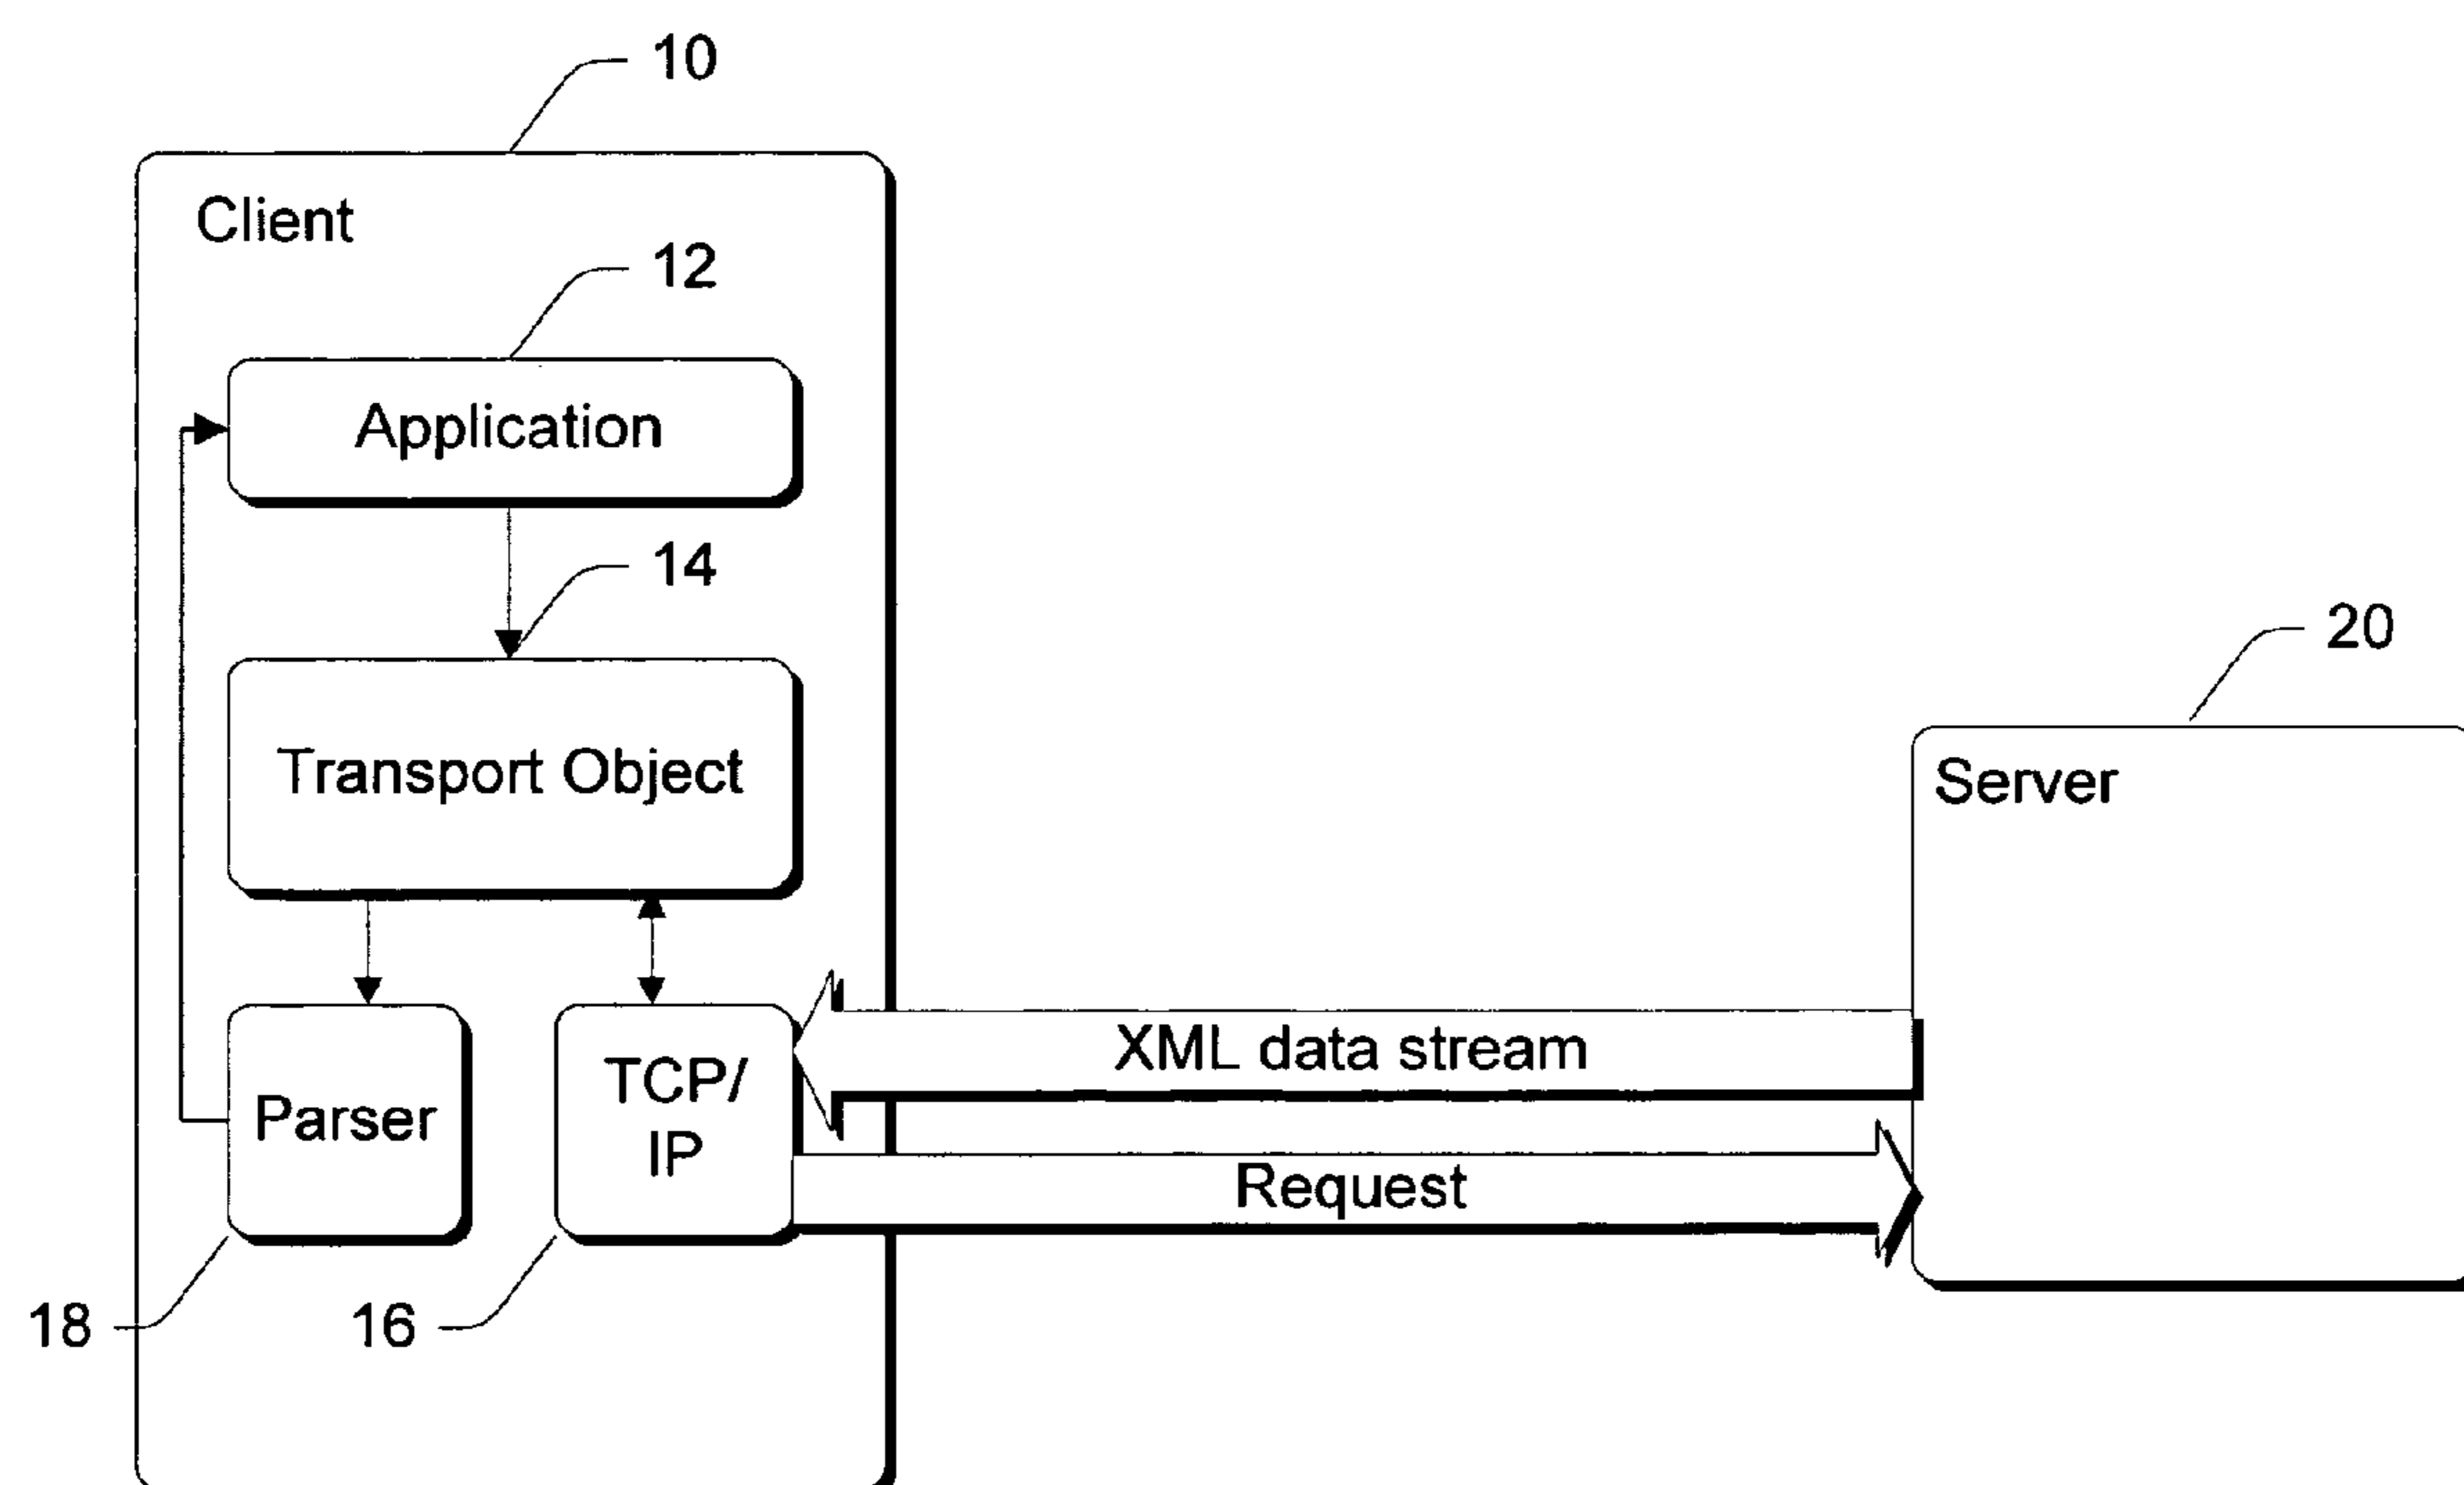 10
Client
12
Application
14
Transport Object
20
Server
XML data stream
TCP/
IP
Parser
Request
18
16